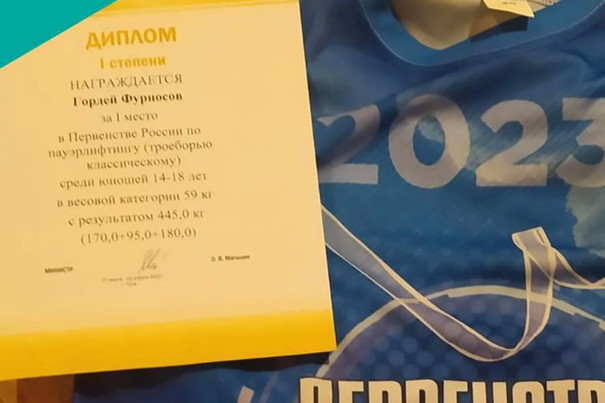 ДИПЛОМ
I степени
НАГРАЖДАЕТСЯ
Гордей Фурносов
за I место
в Первенстве России по
пауэрлифтингу (троеборью
классическому)
среди юношей 14-18 лет
в весовой категории 59 кг
с результатом 445,0 кг
(170,0+95,0+180,0)
МИНИСТР
О. В. Матыцин
2023